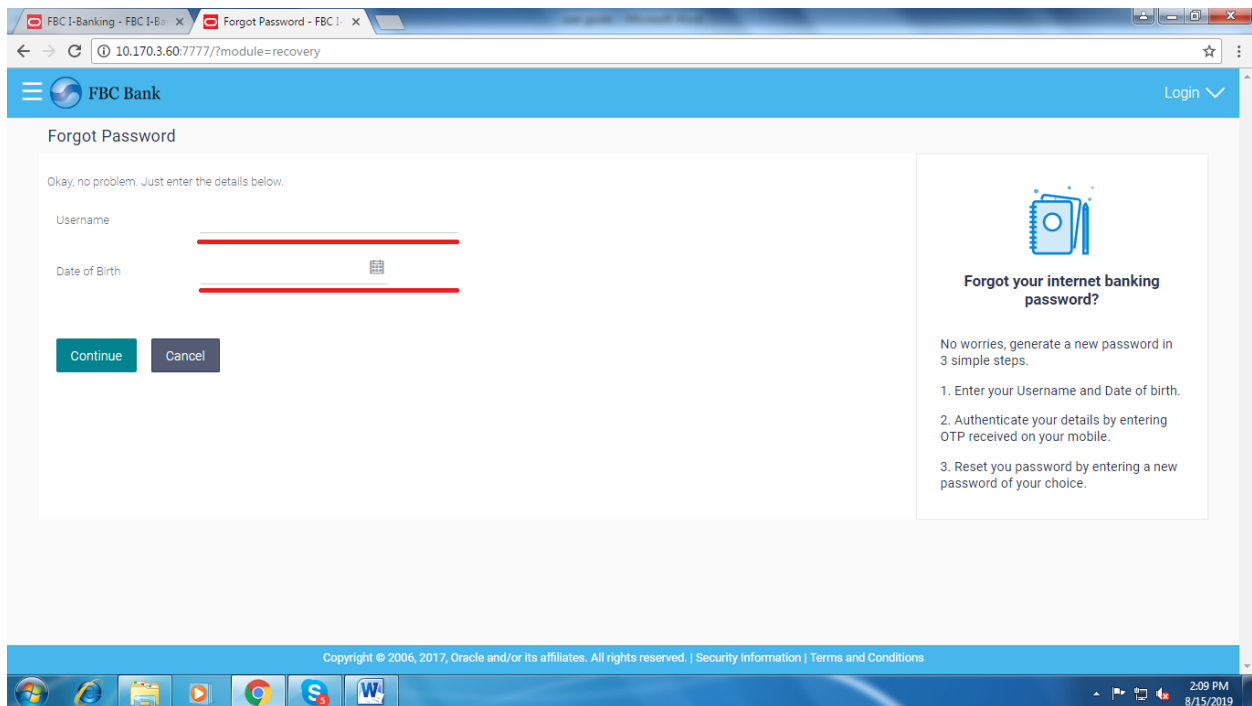 FBC I-Banking - FBC I-Ba
Forgot Password - FBC I-
10.170.3.60:7777/?module=recovery
FBC Bank
Login
Forgot Password
Okay, no problem. Just enter the details below.
Username
Date of Birth
Continue
Cancel
Forgot your internet banking
password?
No worries, generate a new password in
3 simple steps.
1. Enter your Username and Date of birth.
2. Authenticate your details by entering
OTP received on your mobile.
3. Reset you password by entering a new
password of your choice.
Copyright © 2006, 2017, Oracle and/or its affiliates. All rights reserved. | Security Information | Terms and Conditions
2:09 PM
8/15/2019